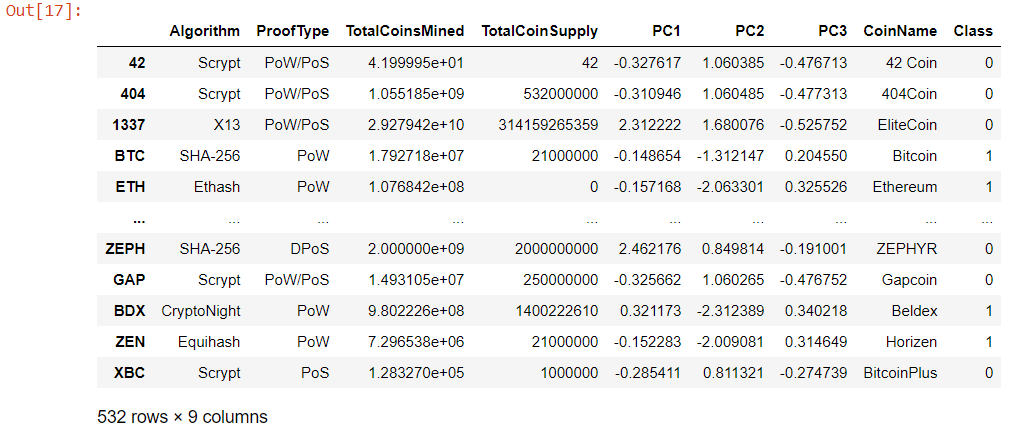 Out[17]:
Algorithm ProofType TotalCoinsMined TotalCoinSupply PC1 PC2 PC3 CoinName Class
42 Scrypt PoW/PoS 4.199995e+01 42 -0.327617 1.060385 -0.476713 42 Coin 0
404 Scrypt PoW/PoS 1.055185e+09 532000000 -0.310946 1.060485 -0.477313 404Coin 0
1337 X13 PoW/PoS 2.927942e+10 314159265359 2.312222 1.680076 -0.525752 EliteCoin 0
BTC SHA-256 PoW 1.792718e+07 21000000 -0.148654 -1.312147 0.204550 Bitcoin 1
ETH Ethash PoW 1.076842e+08 0 -0.157168 -2.063301 0.325526 Ethereum 1
... ... ... ... ... ... ... ... ... ...
ZEPH SHA-256 DPoS 2.000000e+09 2000000000 2.462176 0.849814 -0.191001 ZEPHYR 0
GAP Scrypt PoW/PoS 1.493105e+07 250000000 -0.325662 1.060265 -0.476752 Gapcoin 0
BDX CryptoNight PoW 9.802226e+08 1400222610 0.321173 -2.312389 0.340218 Beldex 1
ZEN Equihash PoW 7.296538e+06 21000000 -0.152283 -2.009081 0.314649 Horizen 1
XBC Scrypt PoS 1.283270e+05 1000000 -0.285411 0.811321 -0.274739 BitcoinPlus 0
532 rows × 9 columns